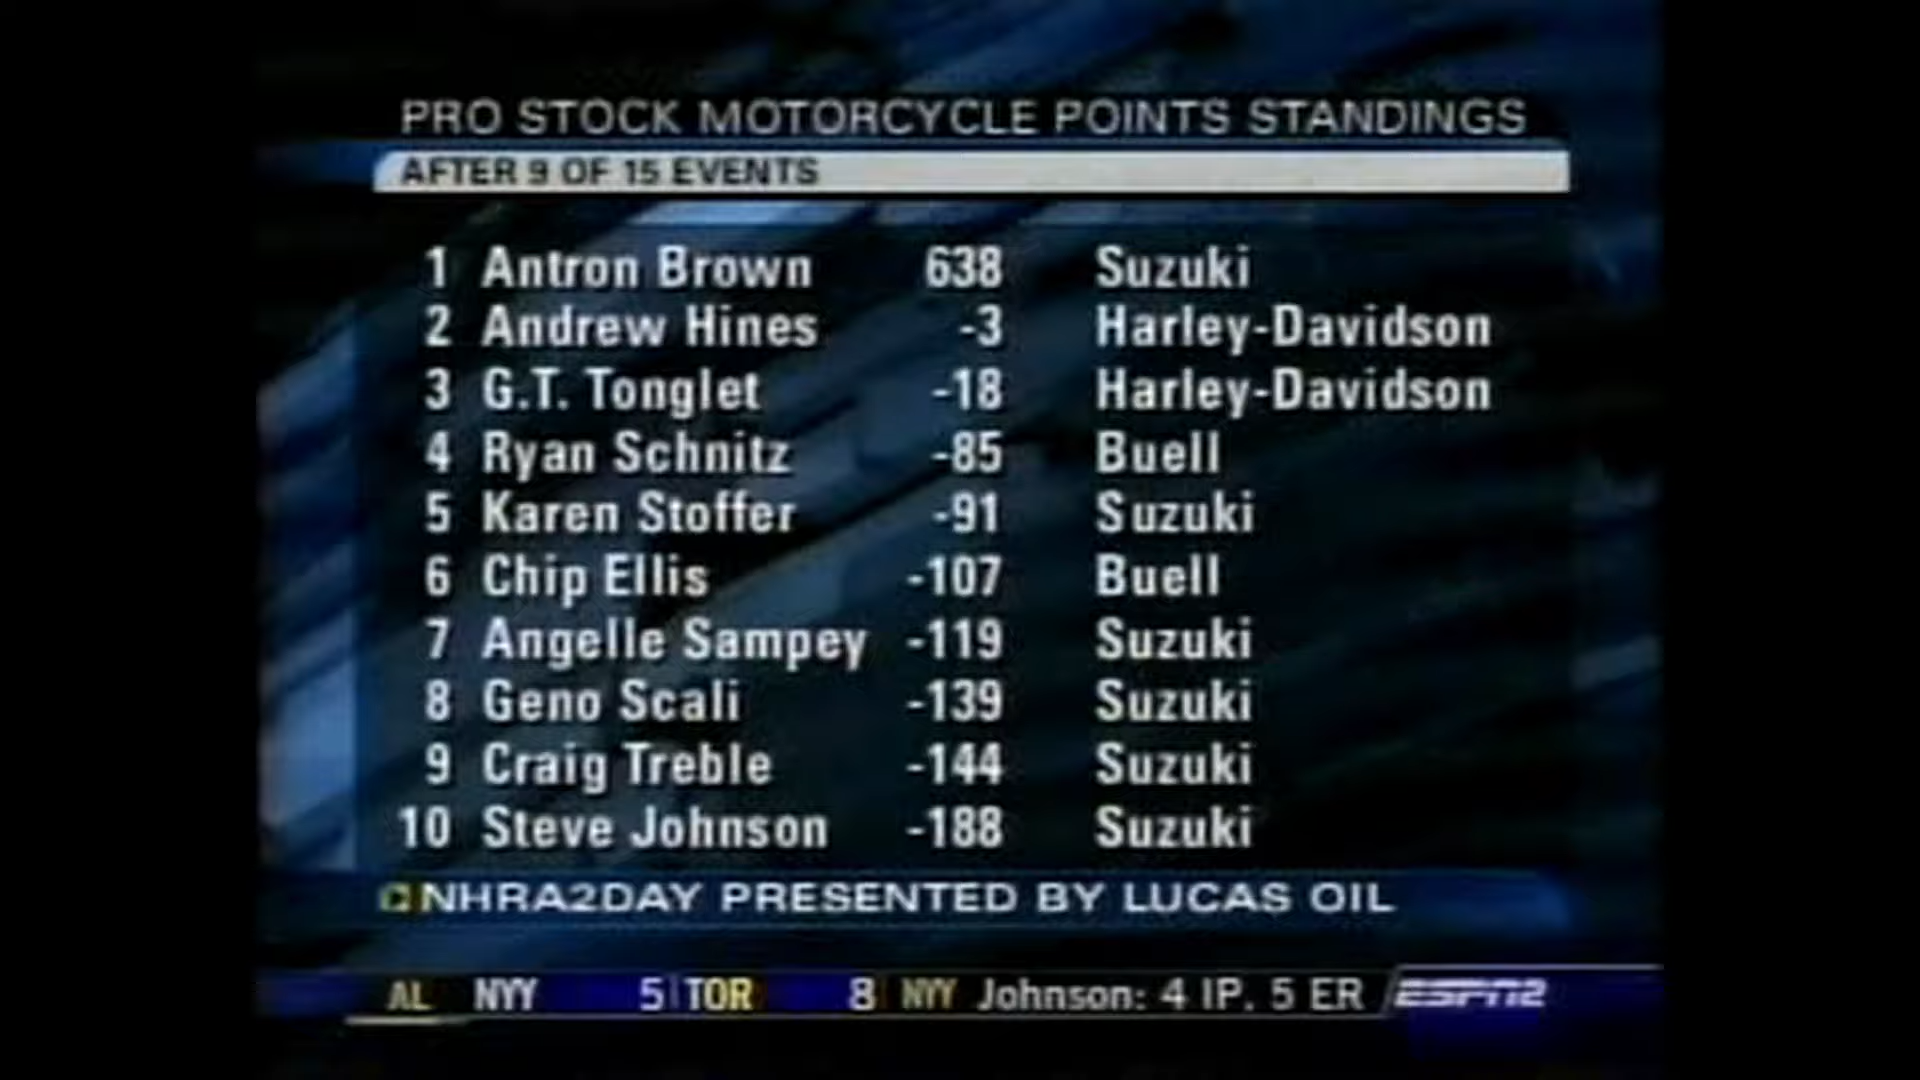 PRO STOCK MOTORCYCLE POINTS STANDINGS
AFTER 9 OF 15 EVENTS
1 Antron Brown 638 Suzuki
2 Andrew Hines -3 Harley-Davidson
3 G.T. Tonglet -18 Harley-Davidson
4 Ryan Schnitz -85 Buell
5 Karen Stoffer -91 Suzuki
6 Chip Ellis -107 Buell
7 Angelle Sampey -119 Suzuki
8 Geno Scali -139 Suzuki
9 Craig Treble -144 Suzuki
10 Steve Johnson -188 Suzuki
NHRA2DAY PRESENTED BY LUCAS OIL
AL NYY 5 TOR 8 NYY Johnson: 4 IP, 5 ER ESPN2